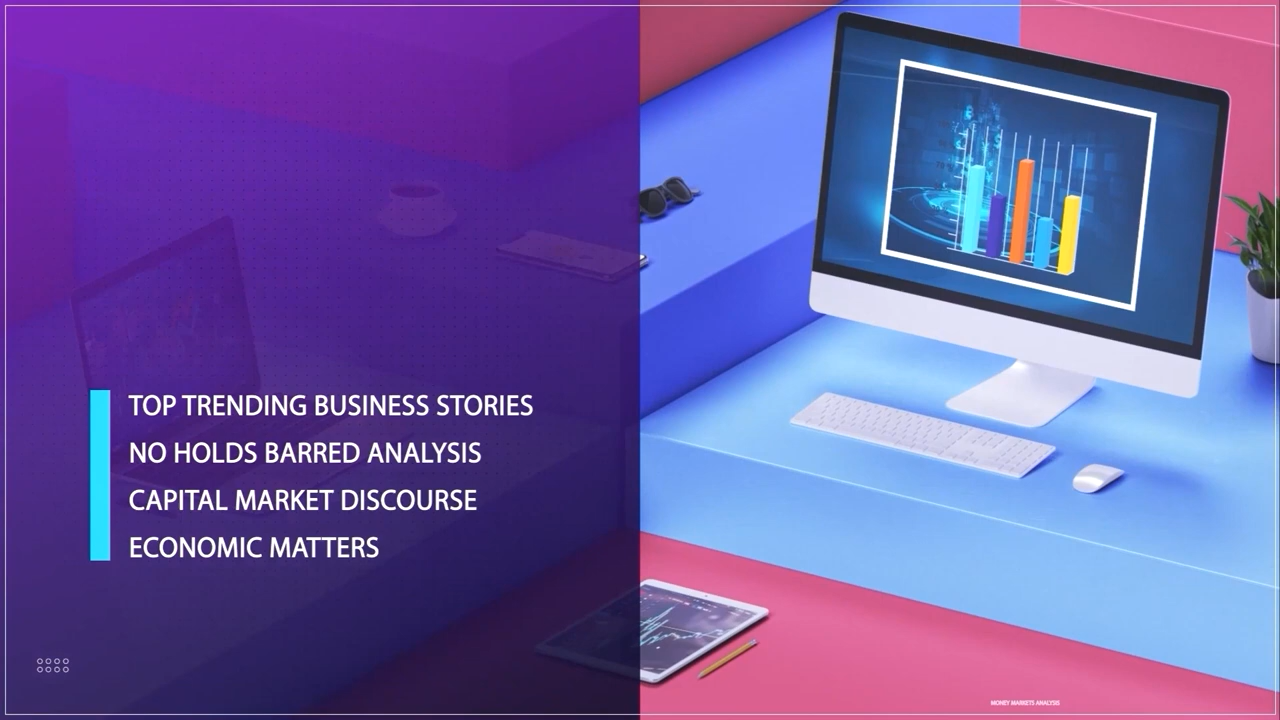 TOP TRENDING BUSINESS STORIES
NO HOLDS BARRED ANALYSIS
CAPITAL MARKET DISCOURSE
ECONOMIC MATTERS
MONEY MARKETS ANALYSIS